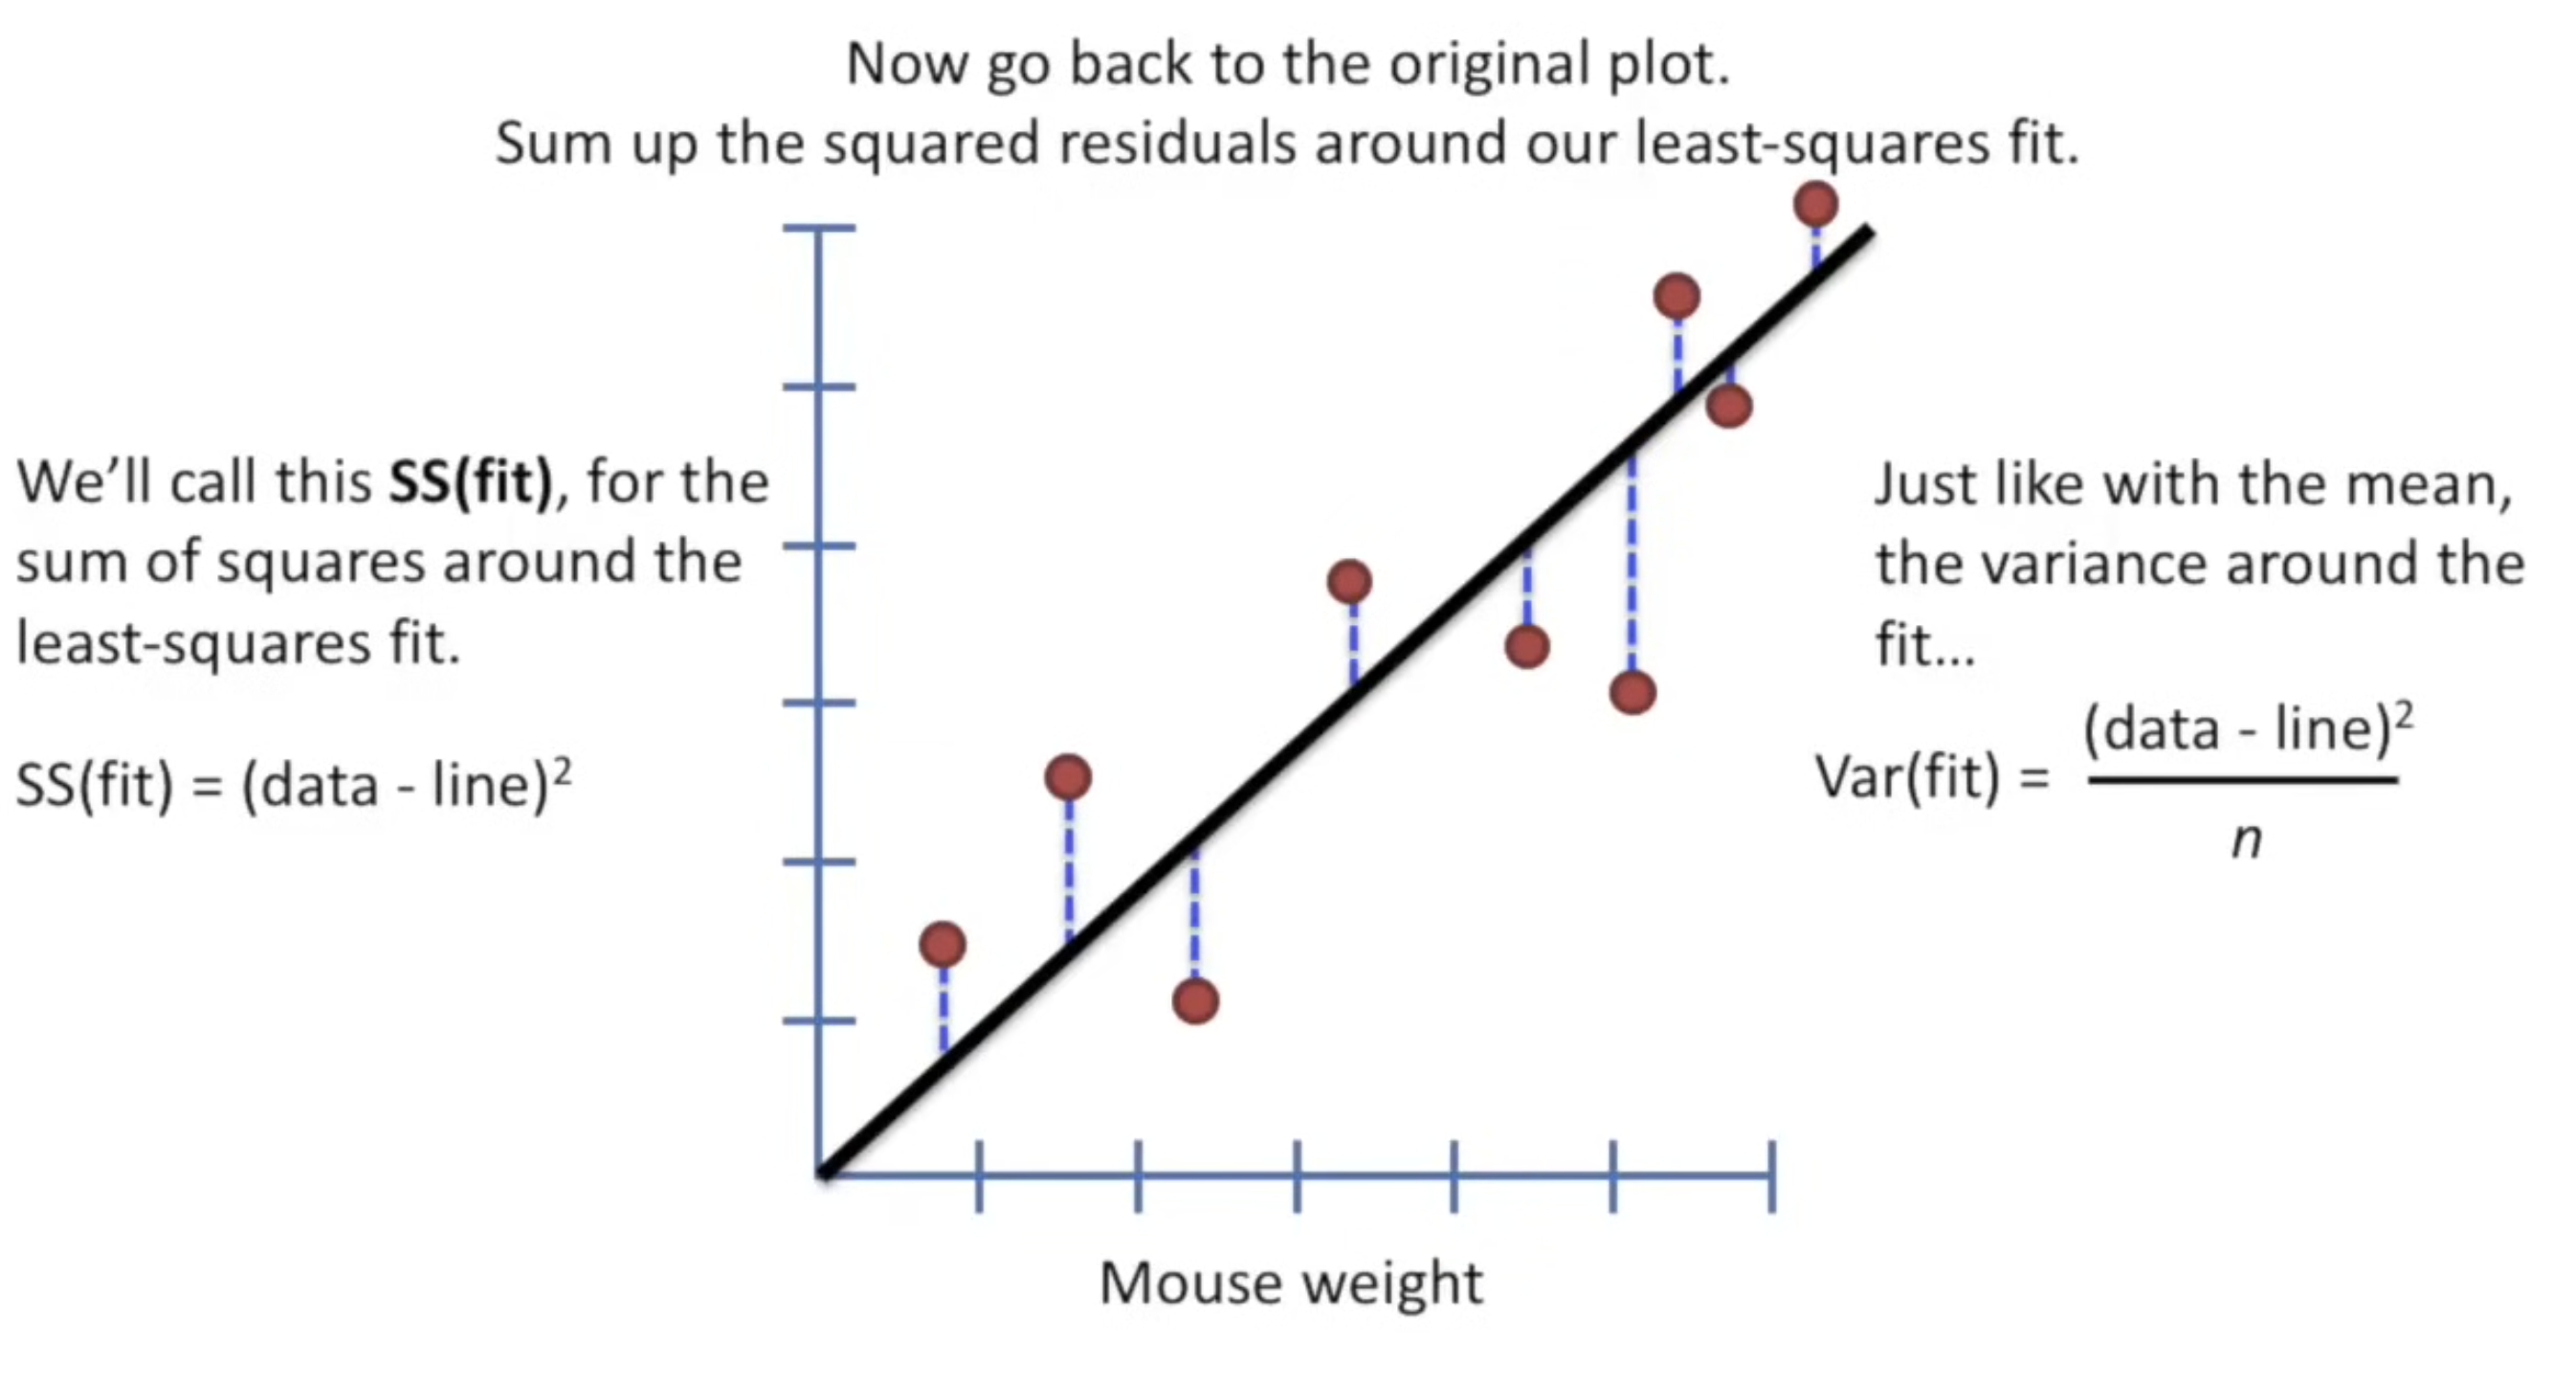 Now go back to the original plot.
Sum up the squared residuals around our least-squares fit.
We’ll call this SS(fit), for the
sum of squares around the
least-squares fit.
SS(fit) = (data - line)²
Just like with the mean,
the variance around the
fit...
Var(fit) = (data - line)²
n
Mouse weight